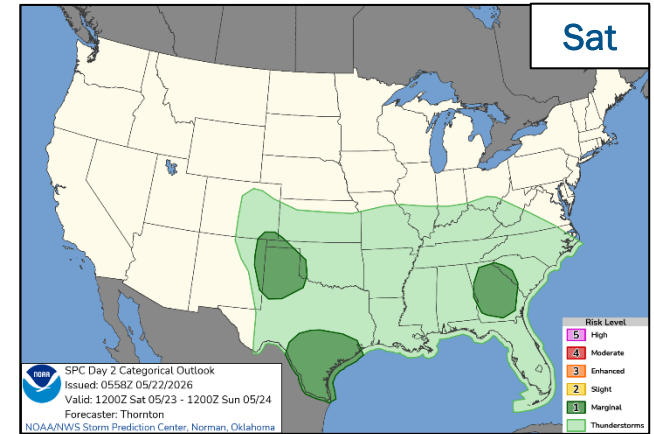 Sat
Risk Level
5 High
4 Moderate
3 Enhanced
2 Slight
1 Marginal
Thunderstorms
NOAA
SPC Day 2 Categorical Outlook
Issued: 0558Z 05/22/2026
Valid: 1200Z Sat 05/23 - 1200Z Sun 05/24
Forecaster: Thornton
NOAA/NWS Storm Prediction Center, Norman, Oklahoma